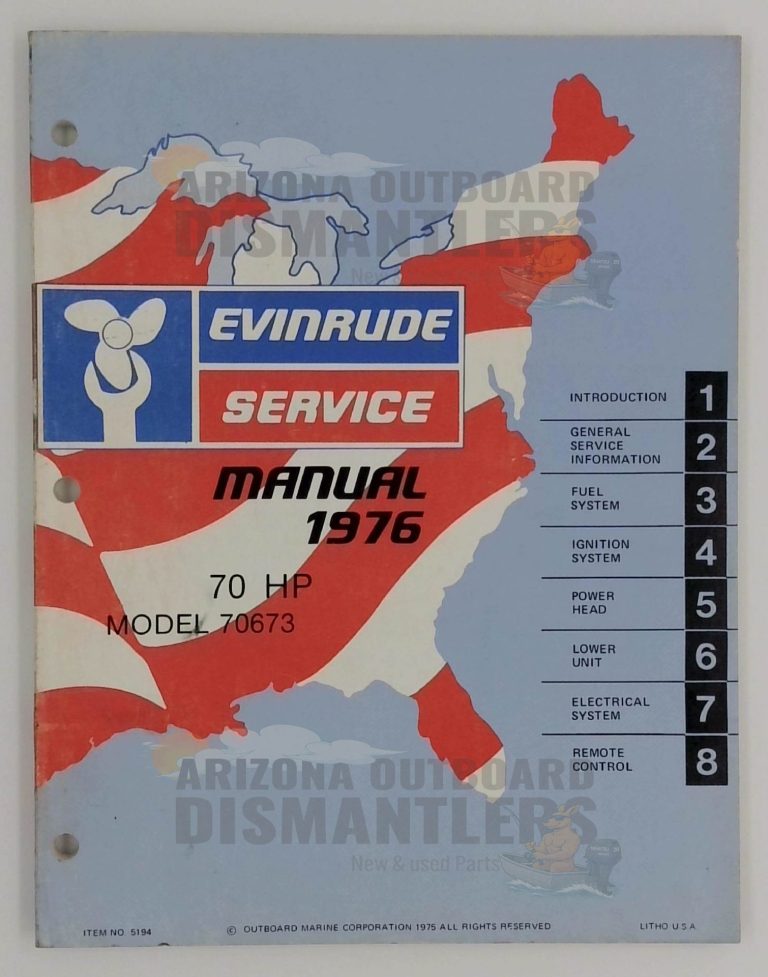 ARIZONA OUTBOARD
DISMANTLERS
New &
EVINRUDE
SERVICE
MANUAL
1976
70 HP
MODEL 70673
INTRODUCTION 1
GENERAL
SERVICE
INFORMATION 2
FUEL
SYSTEM 3
IGNITION
SYSTEM 4
POWER
HEAD 5
LOWER
UNIT 6
ELECTRICAL
SYSTEM 7
REMOTE
CONTROL 8
ARIZONA OUTBOARD
DISMANTLERS
New & used Parts
ITEM NO. 5194
© OUTBOARD MARINE CORPORATION 1975 ALL RIGHTS RESERVED
LITHO U.S.A.